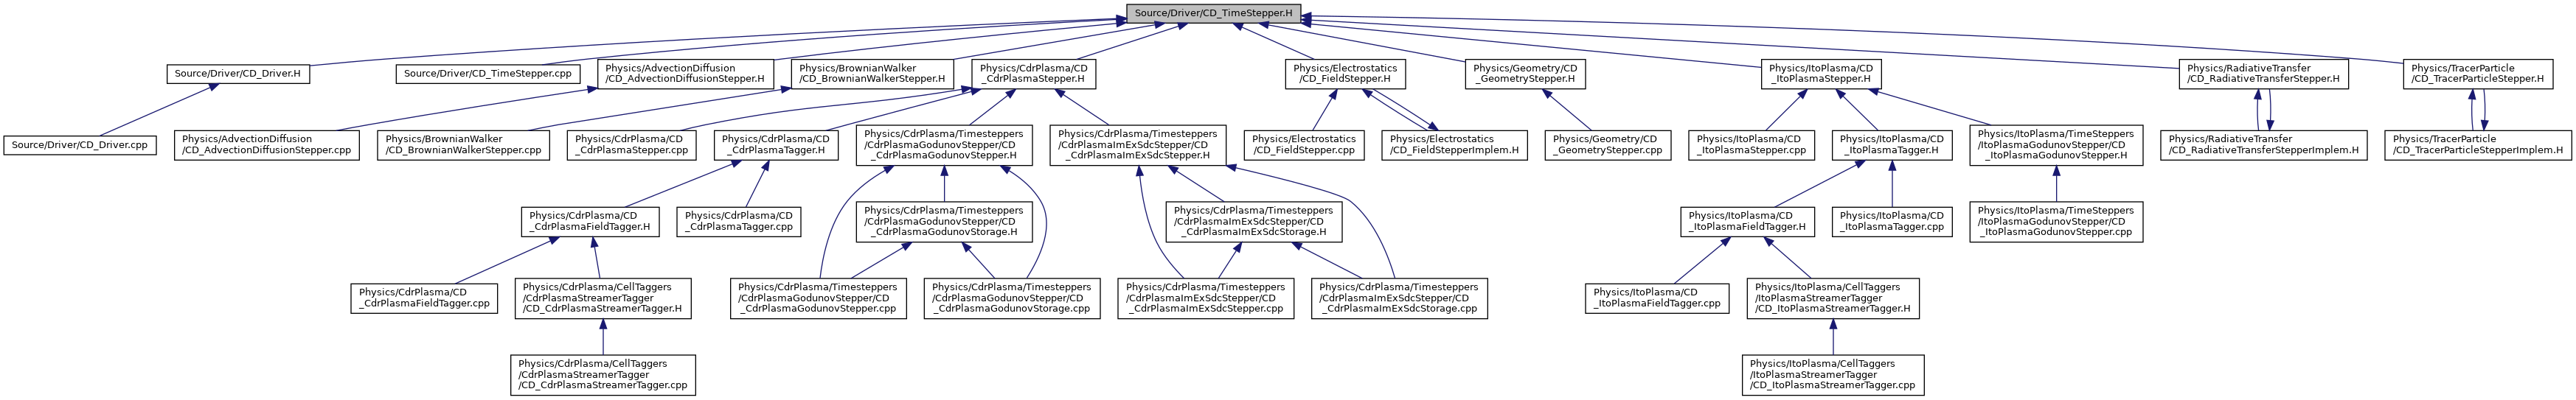 Source/Driver/CD_TimeStepper.H
Source/Driver/CD_Driver.H
Source/Driver/CD_TimeStepper.cpp
Physics/AdvectionDiffusion
/CD_AdvectionDiffusionStepper.H
Physics/BrownianWalker
/CD_BrownianWalkerStepper.H
Physics/CdrPlasma/CD
_CdrPlasmaStepper.H
Physics/Electrostatics
/CD_FieldStepper.H
Physics/Geometry/CD
_GeometryStepper.H
Physics/ItoPlasma/CD
_ItoPlasmaStepper.H
Physics/RadiativeTransfer
/CD_RadiativeTransferStepper.H
Physics/TracerParticle
/CD_TracerParticleStepper.H
Source/Driver/CD_Driver.cpp
Physics/AdvectionDiffusion
/CD_AdvectionDiffusionStepper.cpp
Physics/BrownianWalker
/CD_BrownianWalkerStepper.cpp
Physics/CdrPlasma/CD
_CdrPlasmaStepper.cpp
Physics/CdrPlasma/CD
_CdrPlasmaTagger.H
Physics/CdrPlasma/Timesteppers
/CdrPlasmaGodunovStepper/CD
_CdrPlasmaGodunovStepper.H
Physics/CdrPlasma/Timesteppers
/CdrPlasmaImExSdcStepper/CD
_CdrPlasmaImExSdcStepper.H
Physics/Electrostatics
/CD_FieldStepper.cpp
Physics/Electrostatics
/CD_FieldStepperImplem.H
Physics/Geometry/CD
_GeometryStepper.cpp
Physics/ItoPlasma/CD
_ItoPlasmaStepper.cpp
Physics/ItoPlasma/CD
_ItoPlasmaTagger.H
Physics/ItoPlasma/TimeSteppers
/ItoPlasmaGodunovStepper/CD
_ItoPlasmaGodunovStepper.H
Physics/RadiativeTransfer
/CD_RadiativeTransferStepperImplem.H
Physics/TracerParticle
/CD_TracerParticleStepperImplem.H
Physics/CdrPlasma/CD
_CdrPlasmaFieldTagger.H
Physics/CdrPlasma/CD
_CdrPlasmaTagger.cpp
Physics/CdrPlasma/Timesteppers
/CdrPlasmaGodunovStepper/CD
_CdrPlasmaGodunovStorage.H
Physics/CdrPlasma/Timesteppers
/CdrPlasmaImExSdcStepper/CD
_CdrPlasmaImExSdcStorage.H
Physics/ItoPlasma/CD
_ItoPlasmaFieldTagger.H
Physics/ItoPlasma/CD
_ItoPlasmaTagger.cpp
Physics/ItoPlasma/TimeSteppers
/ItoPlasmaGodunovStepper/CD
_ItoPlasmaGodunovStepper.cpp
Physics/CdrPlasma/CD
_CdrPlasmaFieldTagger.cpp
Physics/CdrPlasma/CellTaggers
/CdrPlasmaStreamerTagger
/CD_CdrPlasmaStreamerTagger.H
Physics/CdrPlasma/Timesteppers
/CdrPlasmaGodunovStepper/CD
_CdrPlasmaGodunovStepper.cpp
Physics/CdrPlasma/Timesteppers
/CdrPlasmaGodunovStepper/CD
_CdrPlasmaGodunovStorage.cpp
Physics/CdrPlasma/Timesteppers
/CdrPlasmaImExSdcStepper/CD
_CdrPlasmaImExSdcStepper.cpp
Physics/CdrPlasma/Timesteppers
/CdrPlasmaImExSdcStepper/CD
_CdrPlasmaImExSdcStorage.cpp
Physics/ItoPlasma/CD
_ItoPlasmaFieldTagger.cpp
Physics/ItoPlasma/CellTaggers
/ItoPlasmaStreamerTagger
/CD_ItoPlasmaStreamerTagger.H
Physics/CdrPlasma/CellTaggers
/CdrPlasmaStreamerTagger
/CD_CdrPlasmaStreamerTagger.cpp
Physics/ItoPlasma/CellTaggers
/ItoPlasmaStreamerTagger
/CD_ItoPlasmaStreamerTagger.cpp